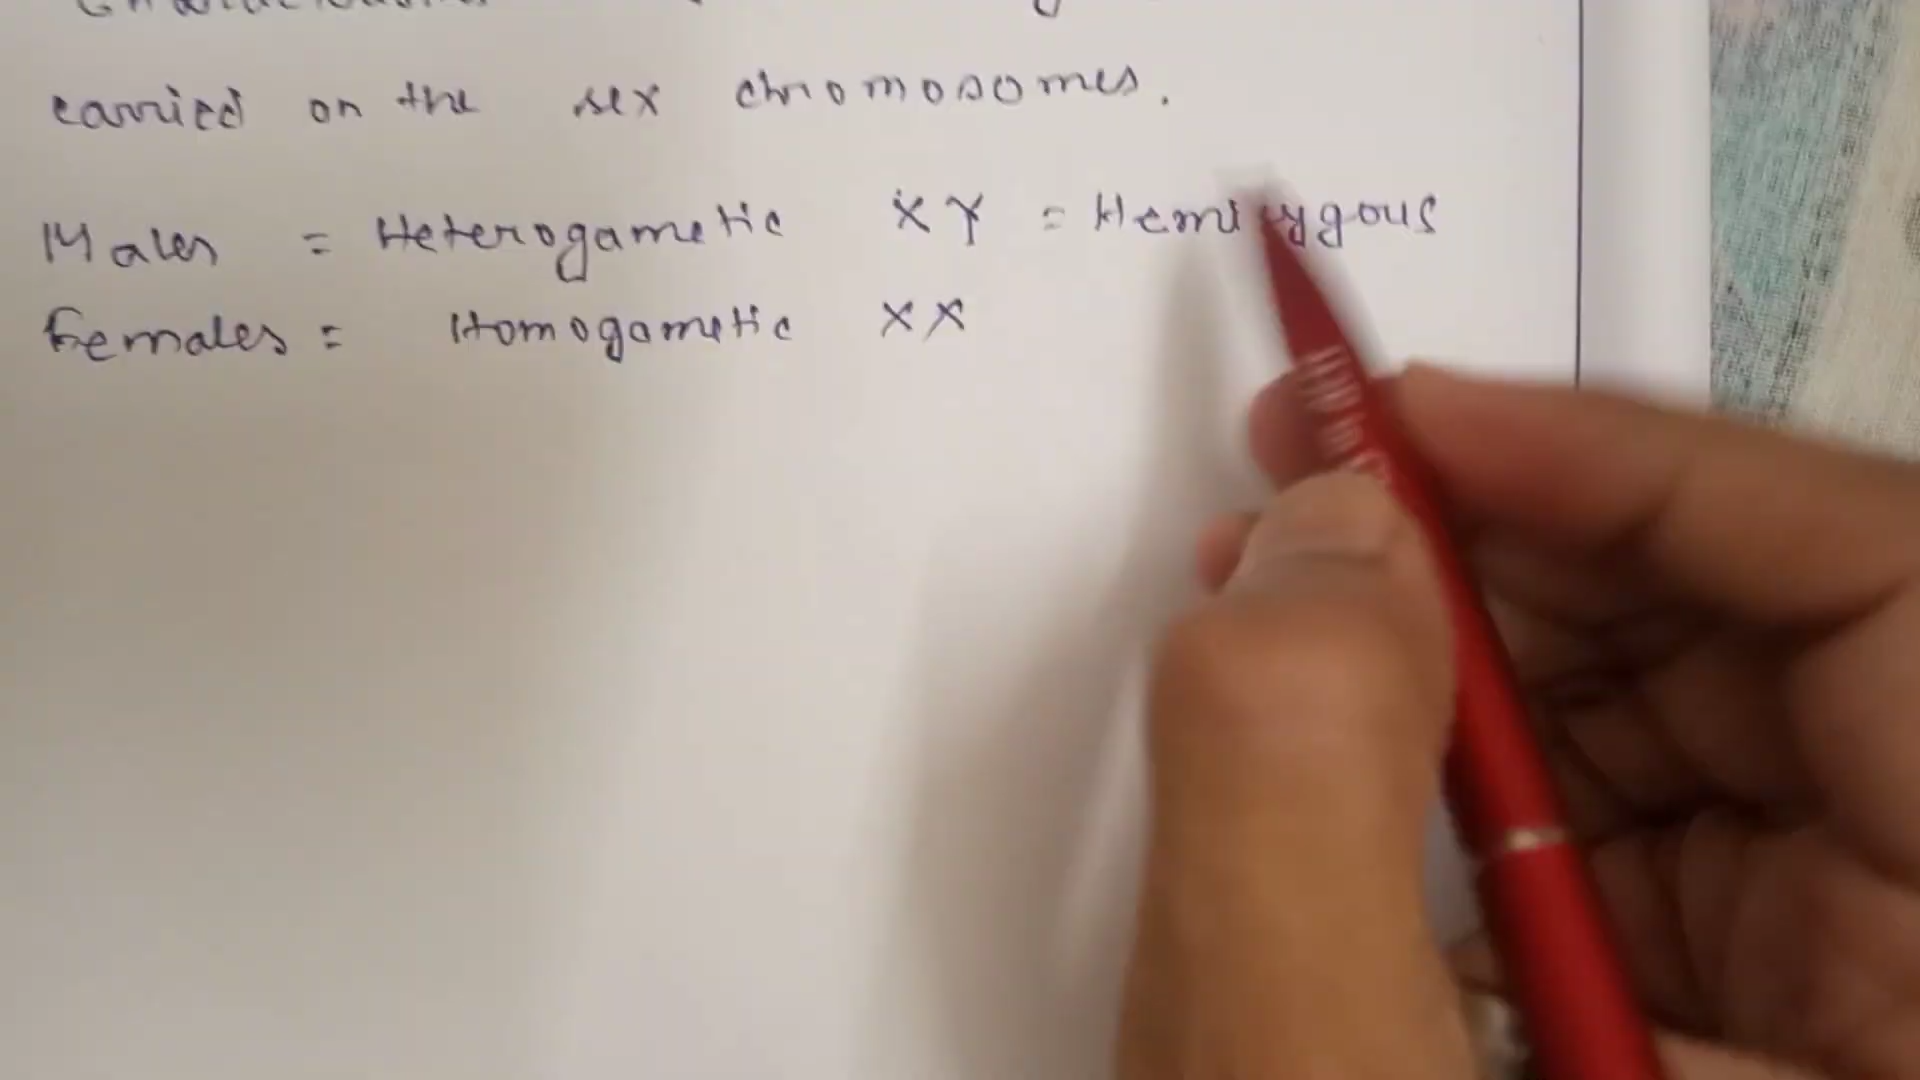 carried on the sex chromosomes.
Males = Heterogametic XY = Hemizygous
Females = Homogametic XX